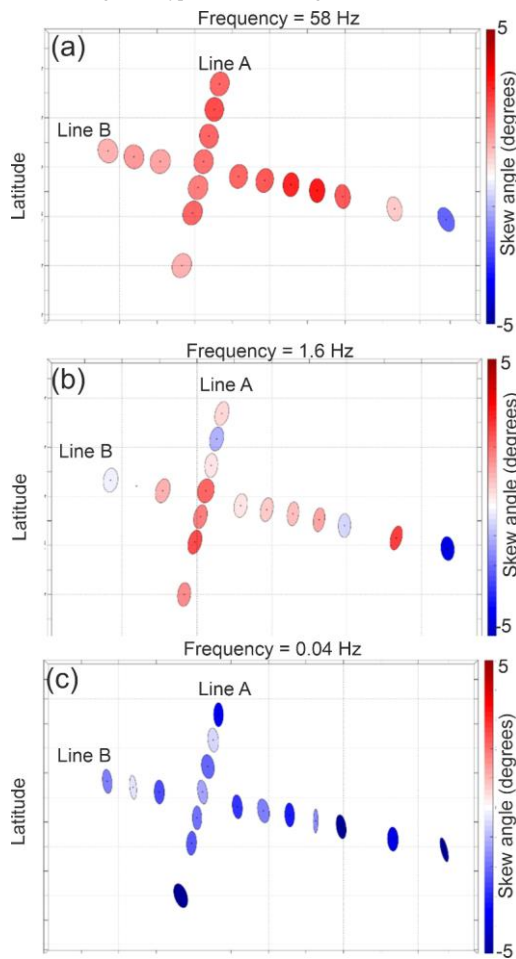 Frequency = 58 Hz
(a)
Line A
Line B
Latitude
5
Skew angle (degrees)
-5
Frequency = 1.6 Hz
(b)
Line A
Line B
Latitude
5
Skew angle (degrees)
-5
Frequency = 0.04 Hz
(c)
Line A
Line B
Latitude
5
Skew angle (degrees)
-5